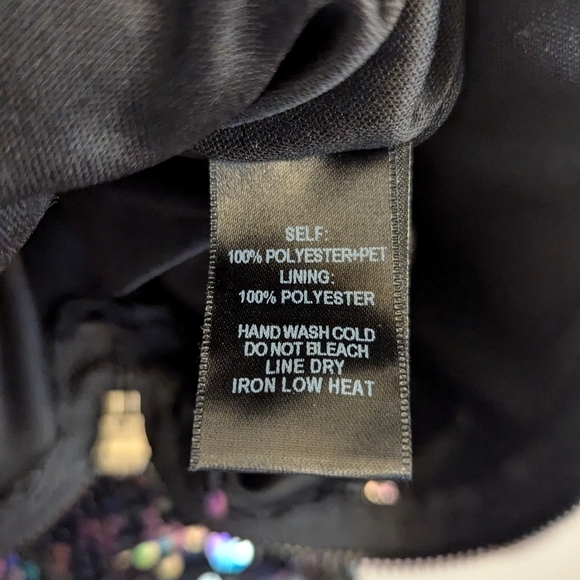 SELF:
100% POLYESTER+PET
LINING:
100% POLYESTER
HAND WASH COLD
DO NOT BLEACH
LINE DRY
IRON LOW HEAT